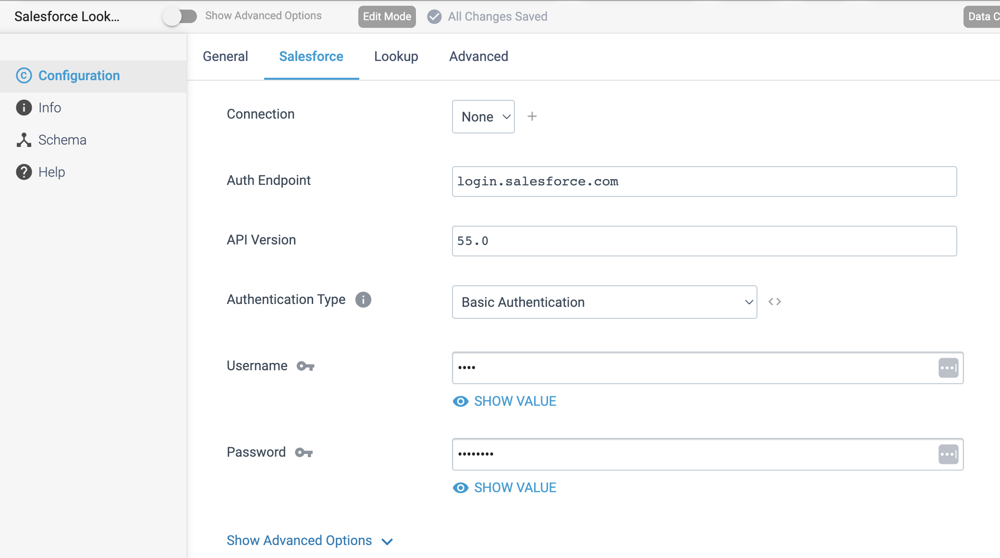 Salesforce Look...
Show Advanced Options
Edit Mode
All Changes Saved
Data C
Configuration
Info
Schema
Help
General Salesforce Lookup Advanced
Connection
None
Auth Endpoint
login.salesforce.com
API Version
55.0
Authentication Type
Basic Authentication
Username
••••
SHOW VALUE
Password
••••••••
SHOW VALUE
Show Advanced Options